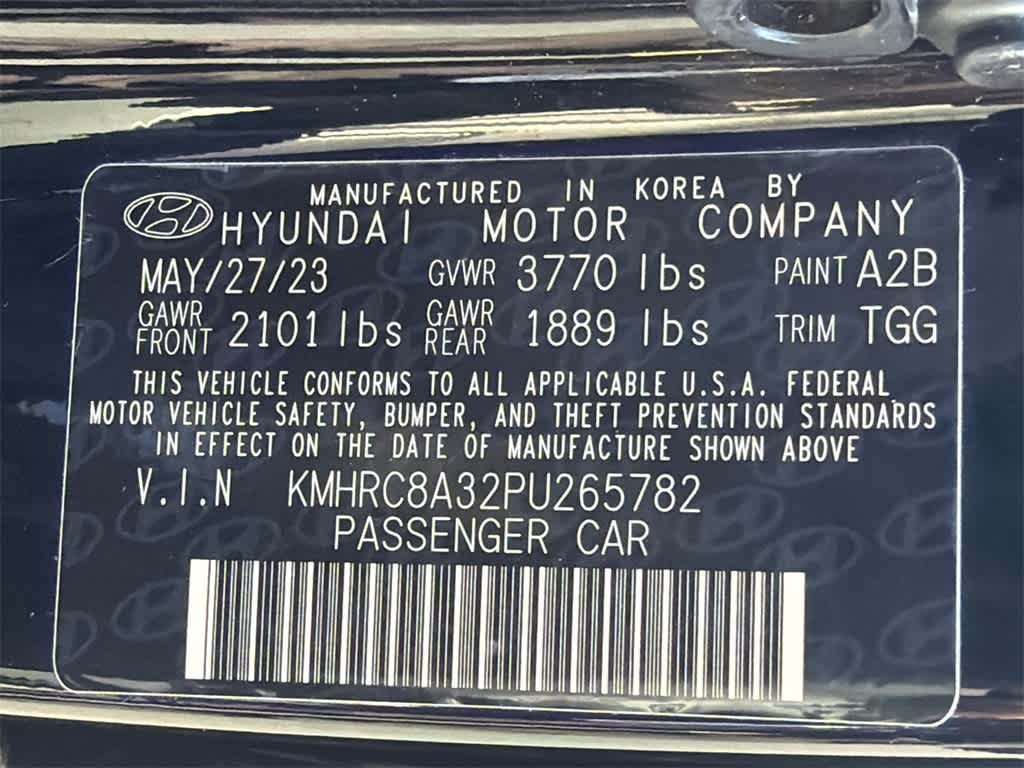 MANUFACTURED IN KOREA BY
HYUNDAI MOTOR COMPANY
MAY/27/23 GVWR 3770 lbs PAINT A2B
GAWR FRONT 2101 lbs GAWR REAR 1889 lbs TRIM TGG
THIS VEHICLE CONFORMS TO ALL APPLICABLE U.S.A. FEDERAL
MOTOR VEHICLE SAFETY, BUMPER, AND THEFT PREVENTION STANDARDS
IN EFFECT ON THE DATE OF MANUFACTURE SHOWN ABOVE
V.I.N KMHRC8A32PU265782
PASSENGER CAR